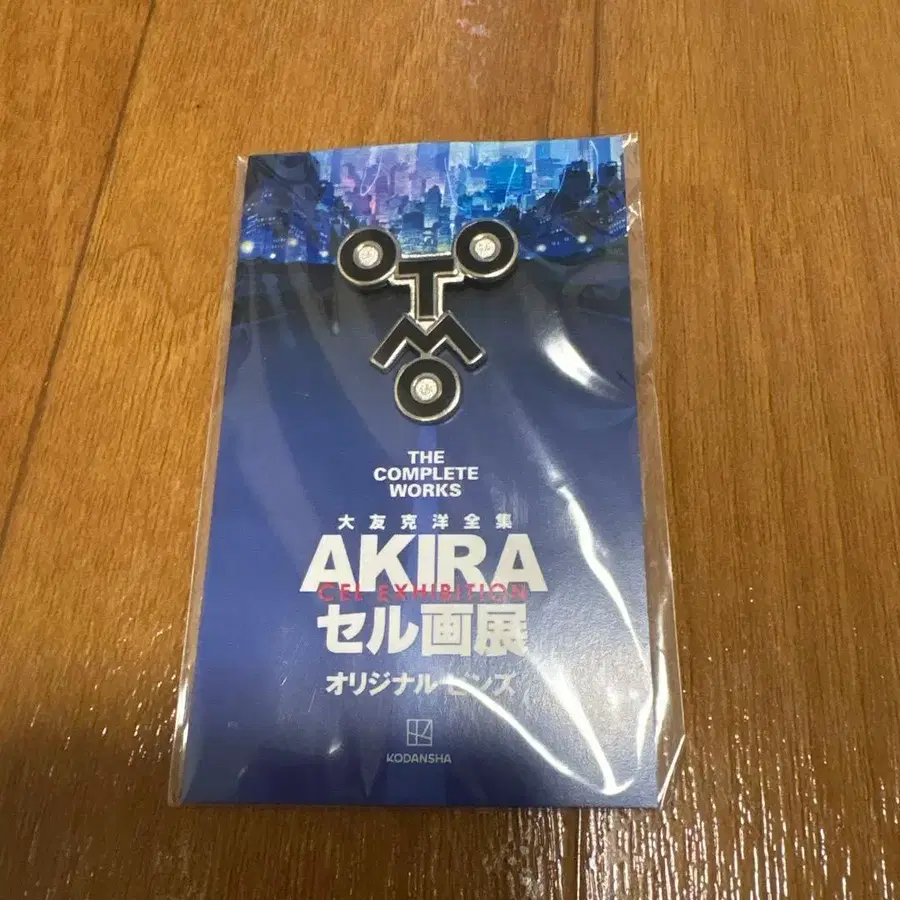 OTO
M
O
THE
COMPLETE
WORKS
大友克洋全集
AKIRA
CEL EXHIBITION
セル画展
オリジナル ピンズ
KODANSHA